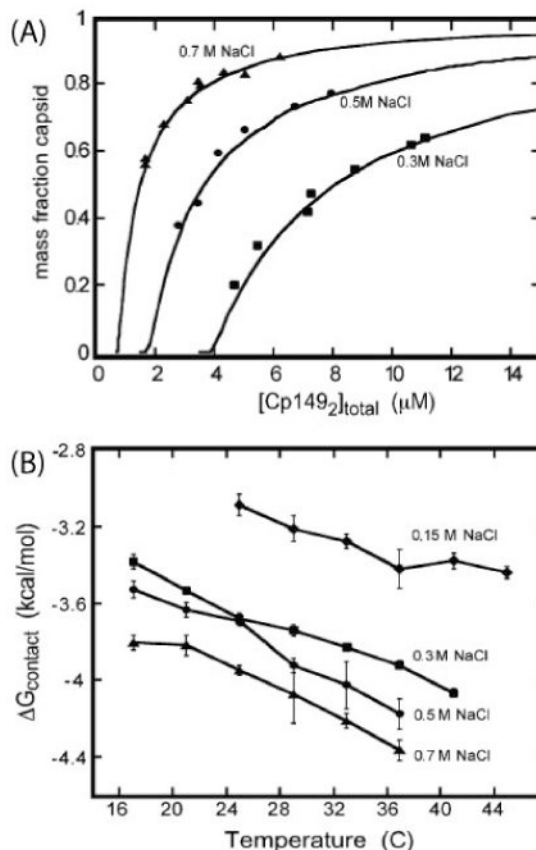 (A)
1
0.8
0.6
0.4
0.2
0
mass fraction capsid
0.7 M NaCl
0.5M NaCl
0.3M NaCl
0 2 4 6 8 10 12 14
[Cp149₂]total (μM)
(B)
-2.8
-3.2
-3.6
-4
-4.4
ΔGcontact (kcal/mol)
0,15 M NaCl
0.3 M NaCl
0.5 M NaCl
0.7 M NaCl
16 20 24 28 32 36 40 44
Temperature (C)